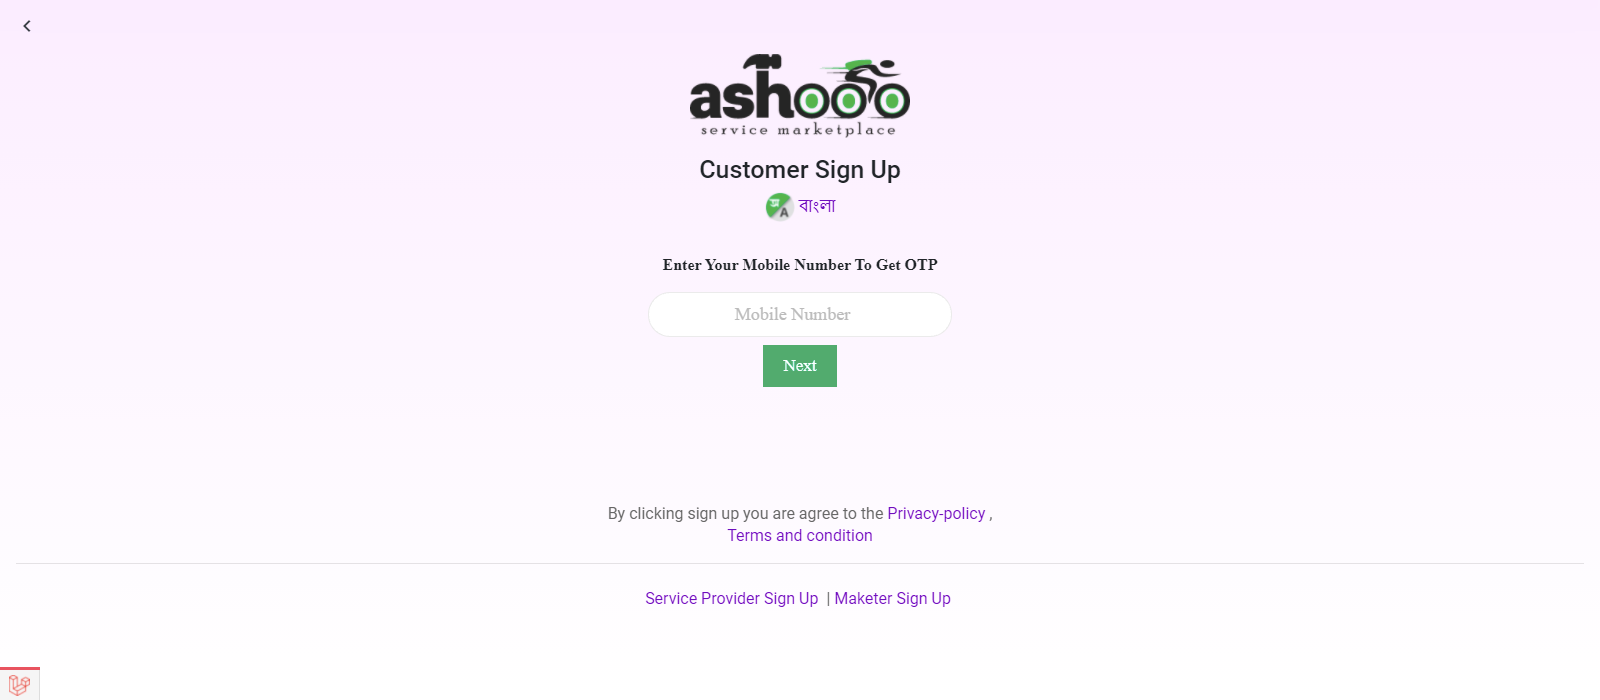 ashooo
service marketplace
Customer Sign Up
বাংলা
Enter Your Mobile Number To Get OTP
Mobile Number
Next
By clicking sign up you are agree to the Privacy-policy ,
Terms and condition
Service Provider Sign Up | Maketer Sign Up